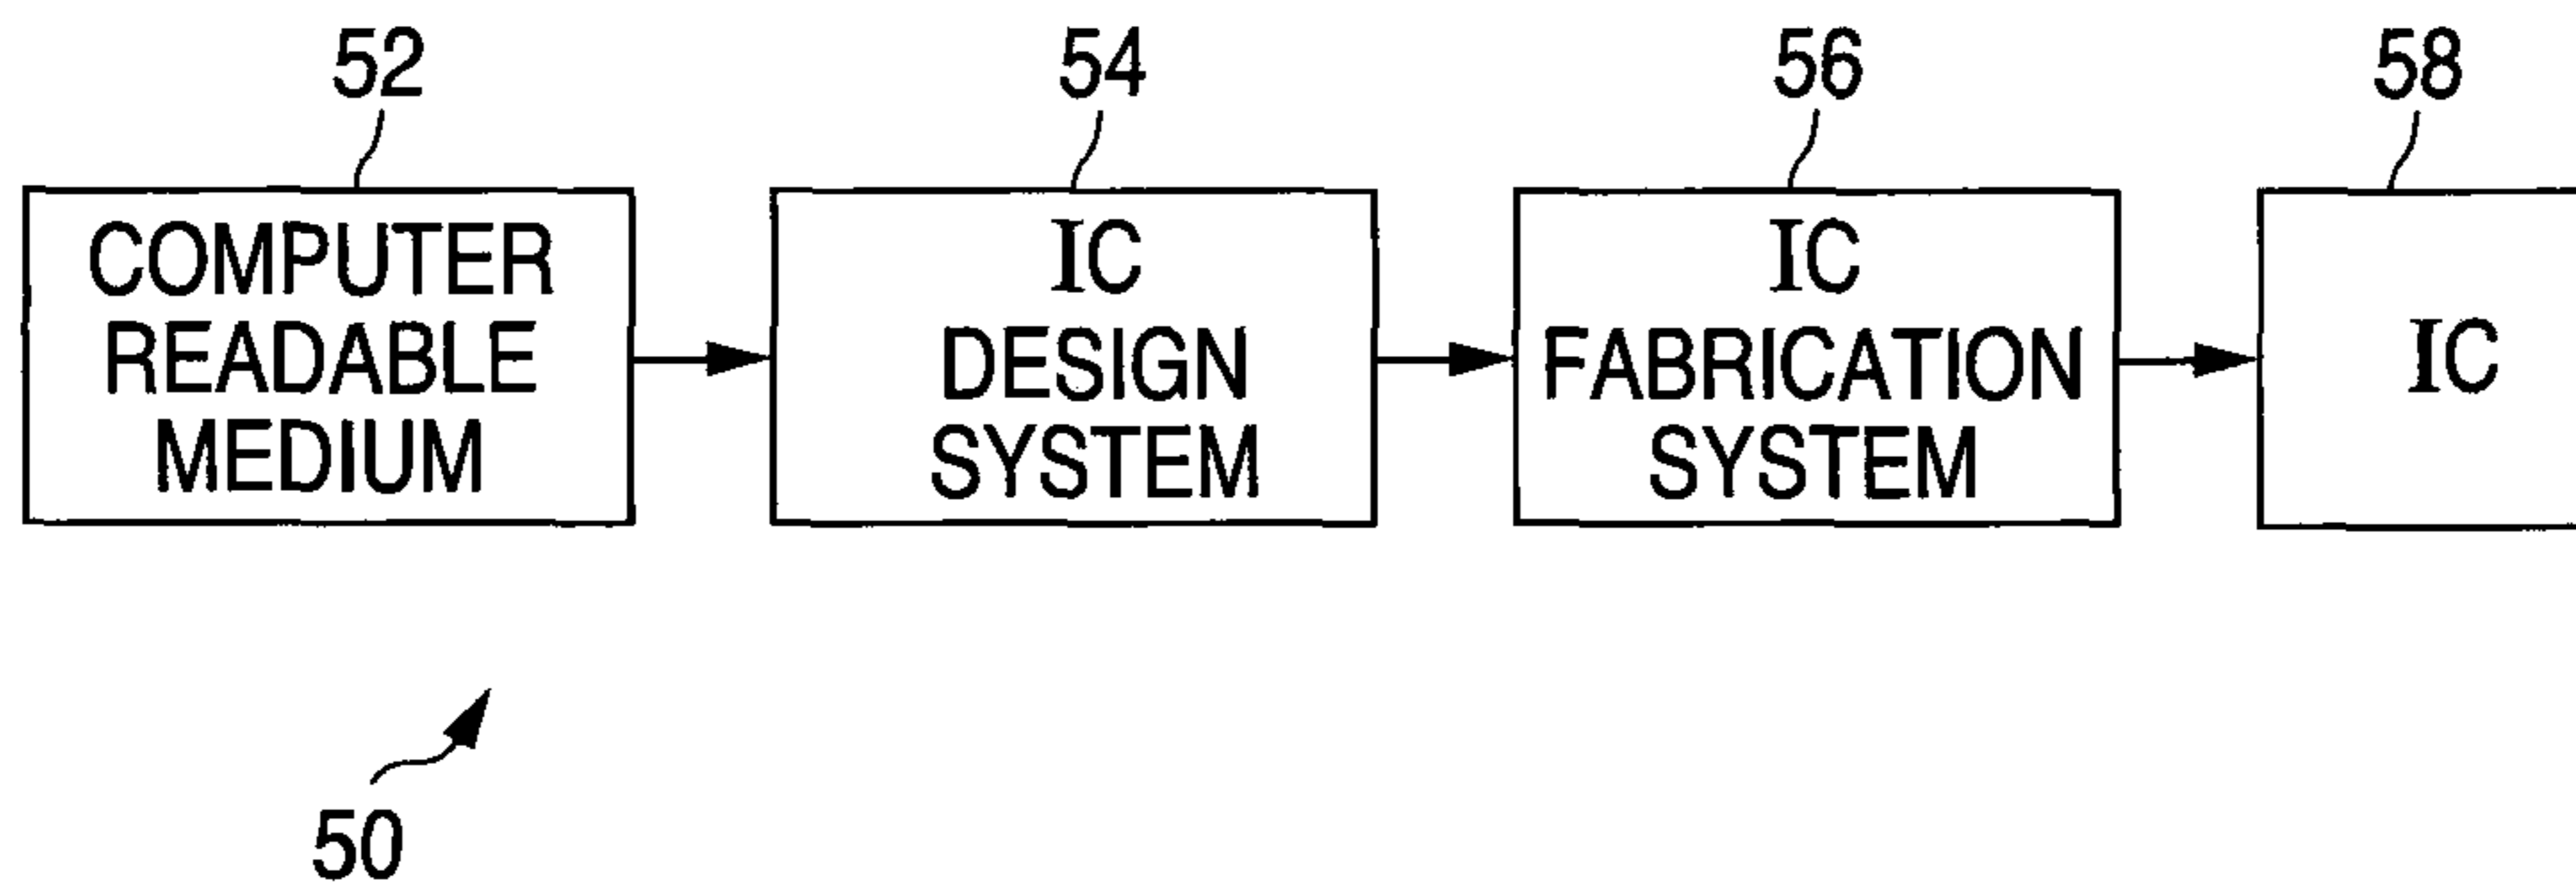 52
54
56
58
COMPUTER
READABLE
MEDIUM
IC
DESIGN
SYSTEM
IC
FABRICATION
SYSTEM
IC
50